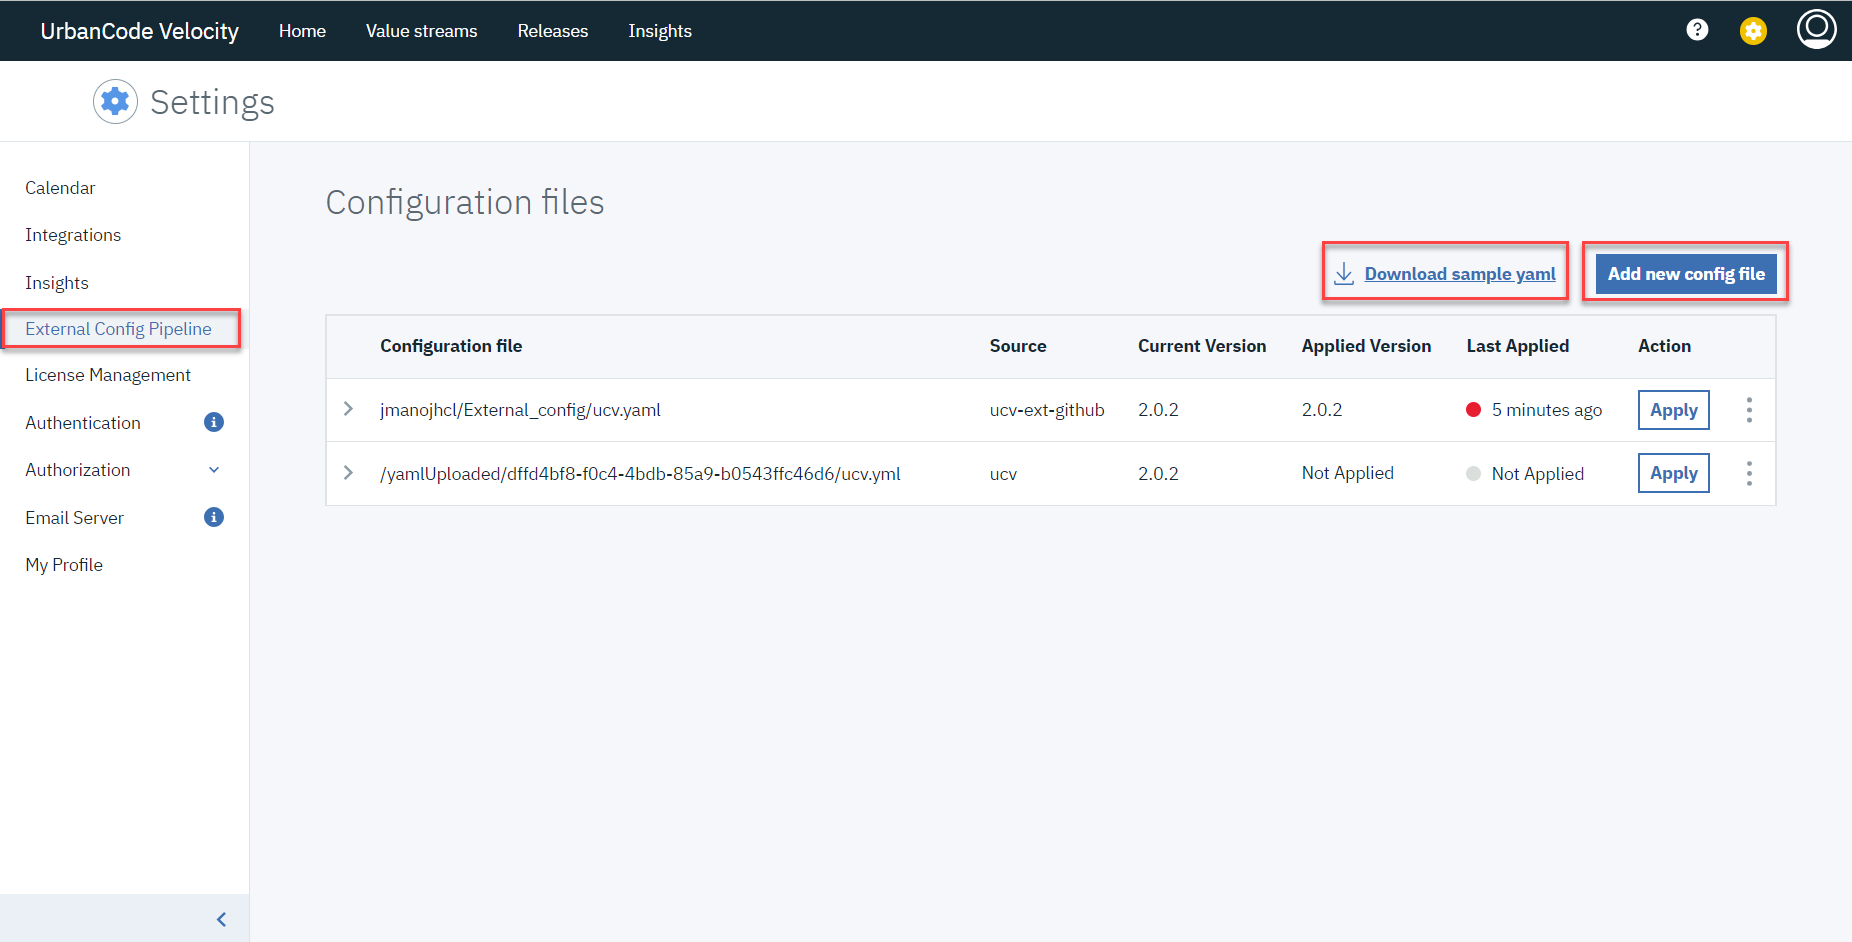 UrbanCode Velocity Home Value streams Releases Insights
Settings
Calendar
Integrations
Insights
External Config Pipeline
License Management
Authentication
Authorization
Email Server
My Profile
Configuration files
Download sample yaml Add new config file
Configuration file Source Current Version Applied Version Last Applied Action
jmanojhcl/External_config/ucv.yaml ucv-ext-github 2.0.2 2.0.2 5 minutes ago Apply
/yamlUploaded/dffd4bf8-f0c4-4bdb-85a9-b0543ffc46d6/ucv.yml ucv 2.0.2 Not Applied Not Applied Apply